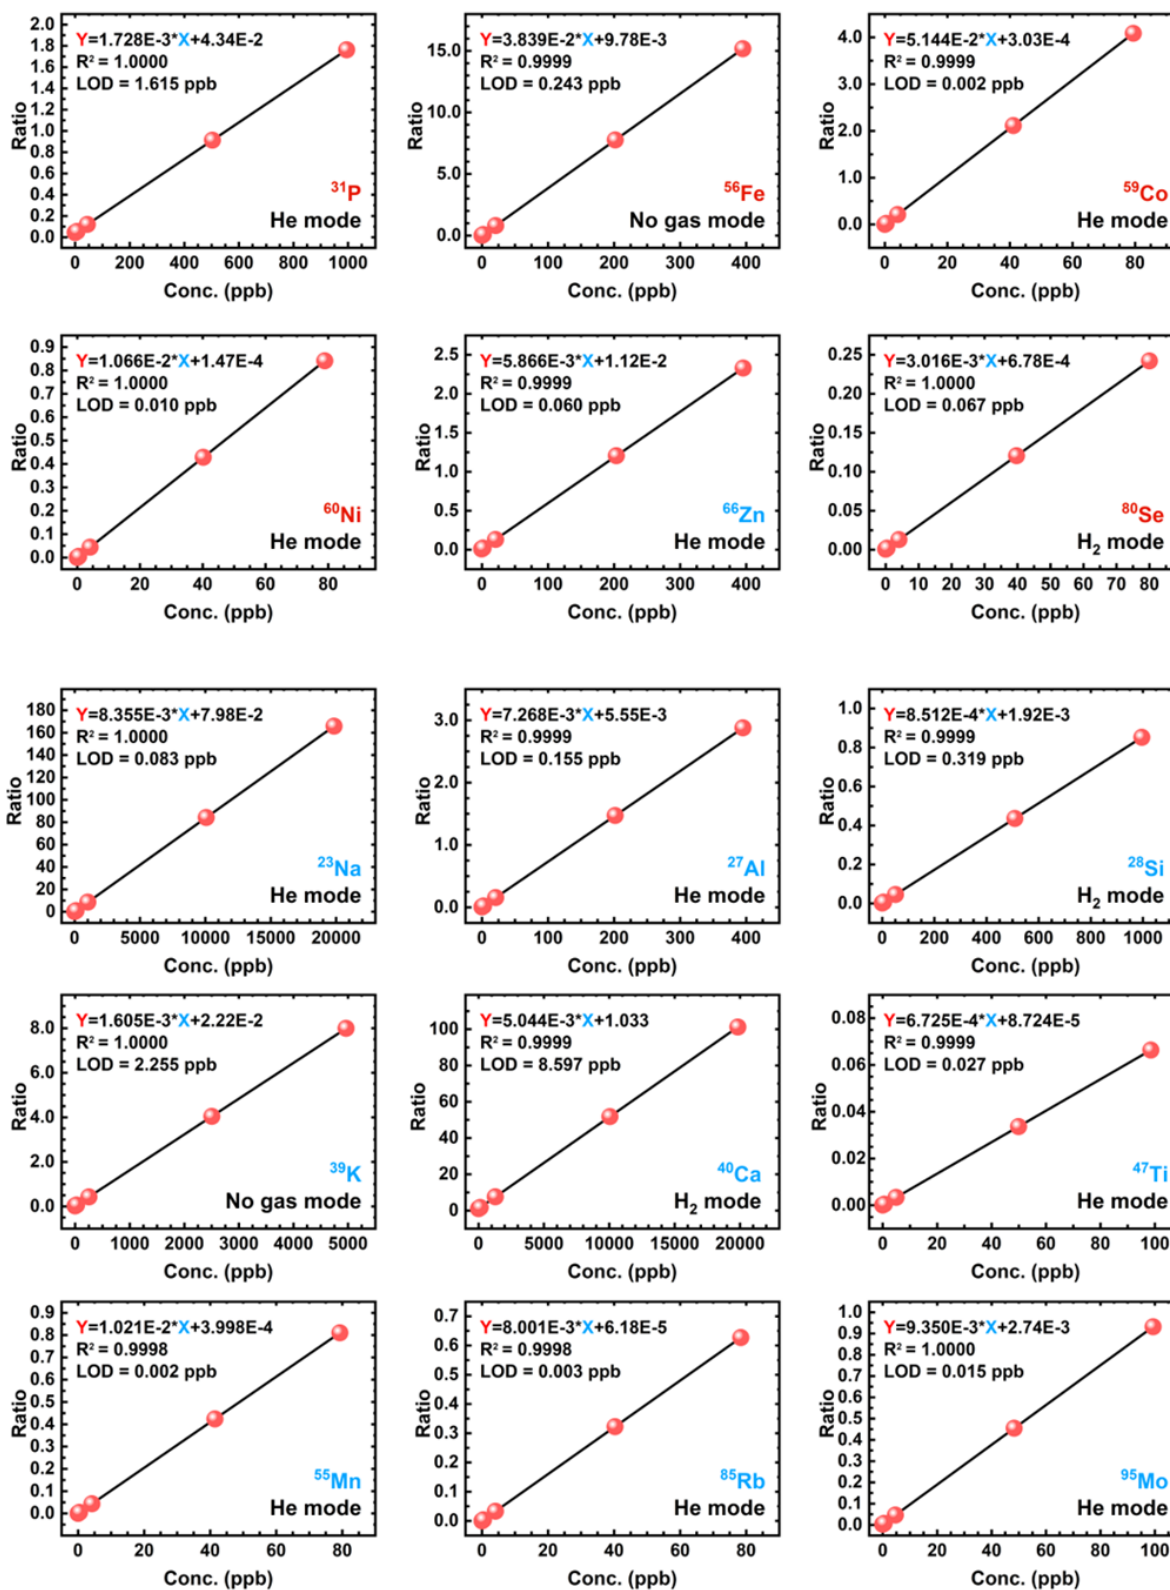 Y=1.728E-3*X+4.34E-2
R² = 1.0000
LOD = 1.615 ppb
³¹P
He mode
Ratio
2.0
1.8
1.6
1.4
1.2
1.0
0.8
0.6
0.4
0.2
0.0
0 200 400 600 800 1000
Conc. (ppb)
Y=3.839E-2*X+9.78E-3
R² = 0.9999
LOD = 0.243 ppb
⁵⁶Fe
No gas mode
Ratio
15.0
10.0
5.0
0.0
0 100 200 300 400
Conc. (ppb)
Y=5.144E-2*X+3.03E-4
R² = 0.9999
LOD = 0.002 ppb
⁵⁹Co
He mode
Ratio
4.0
3.0
2.0
1.0
0.0
0 20 40 60 80
Conc. (ppb)
Y=1.066E-2*X+1.47E-4
R² = 1.0000
LOD = 0.010 ppb
⁶⁰Ni
He mode
Ratio
0.9
0.8
0.7
0.6
0.5
0.4
0.3
0.2
0.1
0.0
0 20 40 60 80
Conc. (ppb)
Y=5.866E-3*X+1.12E-2
R² = 0.9999
LOD = 0.060 ppb
⁶⁶Zn
He mode
Ratio
2.5
2.0
1.5
1.0
0.5
0.0
0 100 200 300 400
Conc. (ppb)
Y=3.016E-3*X+6.78E-4
R² = 1.0000
LOD = 0.067 ppb
⁸⁰Se
H₂ mode
Ratio
0.25
0.20
0.15
0.10
0.05
0.00
0 10 20 30 40 50 60 70 80
Conc. (ppb)
Y=8.355E-3*X+7.98E-2
R² = 1.0000
LOD = 0.083 ppb
²³Na
He mode
Ratio
180
160
140
120
100
80
60
40
20
0
0 5000 10000 15000 20000
Conc. (ppb)
Y=7.268E-3*X+5.55E-3
R² = 0.9999
LOD = 0.155 ppb
²⁷Al
He mode
Ratio
3.0
2.0
1.0
0.0
0 100 200 300 400
Conc. (ppb)
Y=8.512E-4*X+1.92E-3
R² = 0.9999
LOD = 0.319 ppb
²⁸Si
H₂ mode
Ratio
1.0
0.8
0.6
0.4
0.2
0.0
0 200 400 600 800 1000
Conc. (ppb)
Y=1.605E-3*X+2.22E-2
R² = 1.0000
LOD = 2.255 ppb
³⁹K
No gas mode
Ratio
8.0
6.0
4.0
2.0
0.0
0 1000 2000 3000 4000 5000
Conc. (ppb)
Y=5.044E-3*X+1.033
R² = 0.9999
LOD = 8.597 ppb
⁴⁰Ca
H₂ mode
Ratio
100
80
60
40
20
0
0 5000 10000 15000 20000
Conc. (ppb)
Y=6.725E-4*X+8.724E-5
R² = 0.9999
LOD = 0.027 ppb
⁴⁷Ti
He mode
Ratio
0.08
0.06
0.04
0.02
0.00
0 20 40 60 80 100
Conc. (ppb)
Y=1.021E-2*X+3.998E-4
R² = 0.9998
LOD = 0.002 ppb
⁵⁵Mn
He mode
Ratio
0.9
0.8
0.7
0.6
0.5
0.4
0.3
0.2
0.1
0.0
0 20 40 60 80
Conc. (ppb)
Y=8.001E-3*X+6.18E-5
R² = 0.9998
LOD = 0.003 ppb
⁸⁵Rb
He mode
Ratio
0.7
0.6
0.5
0.4
0.3
0.2
0.1
0.0
0 20 40 60 80
Conc. (ppb)
Y=9.350E-3*X+2.74E-3
R² = 1.0000
LOD = 0.015 ppb
⁹⁵Mo
He mode
Ratio
1.0
0.9
0.8
0.7
0.6
0.5
0.4
0.3
0.2
0.1
0.0
0 20 40 60 80 100
Conc. (ppb)